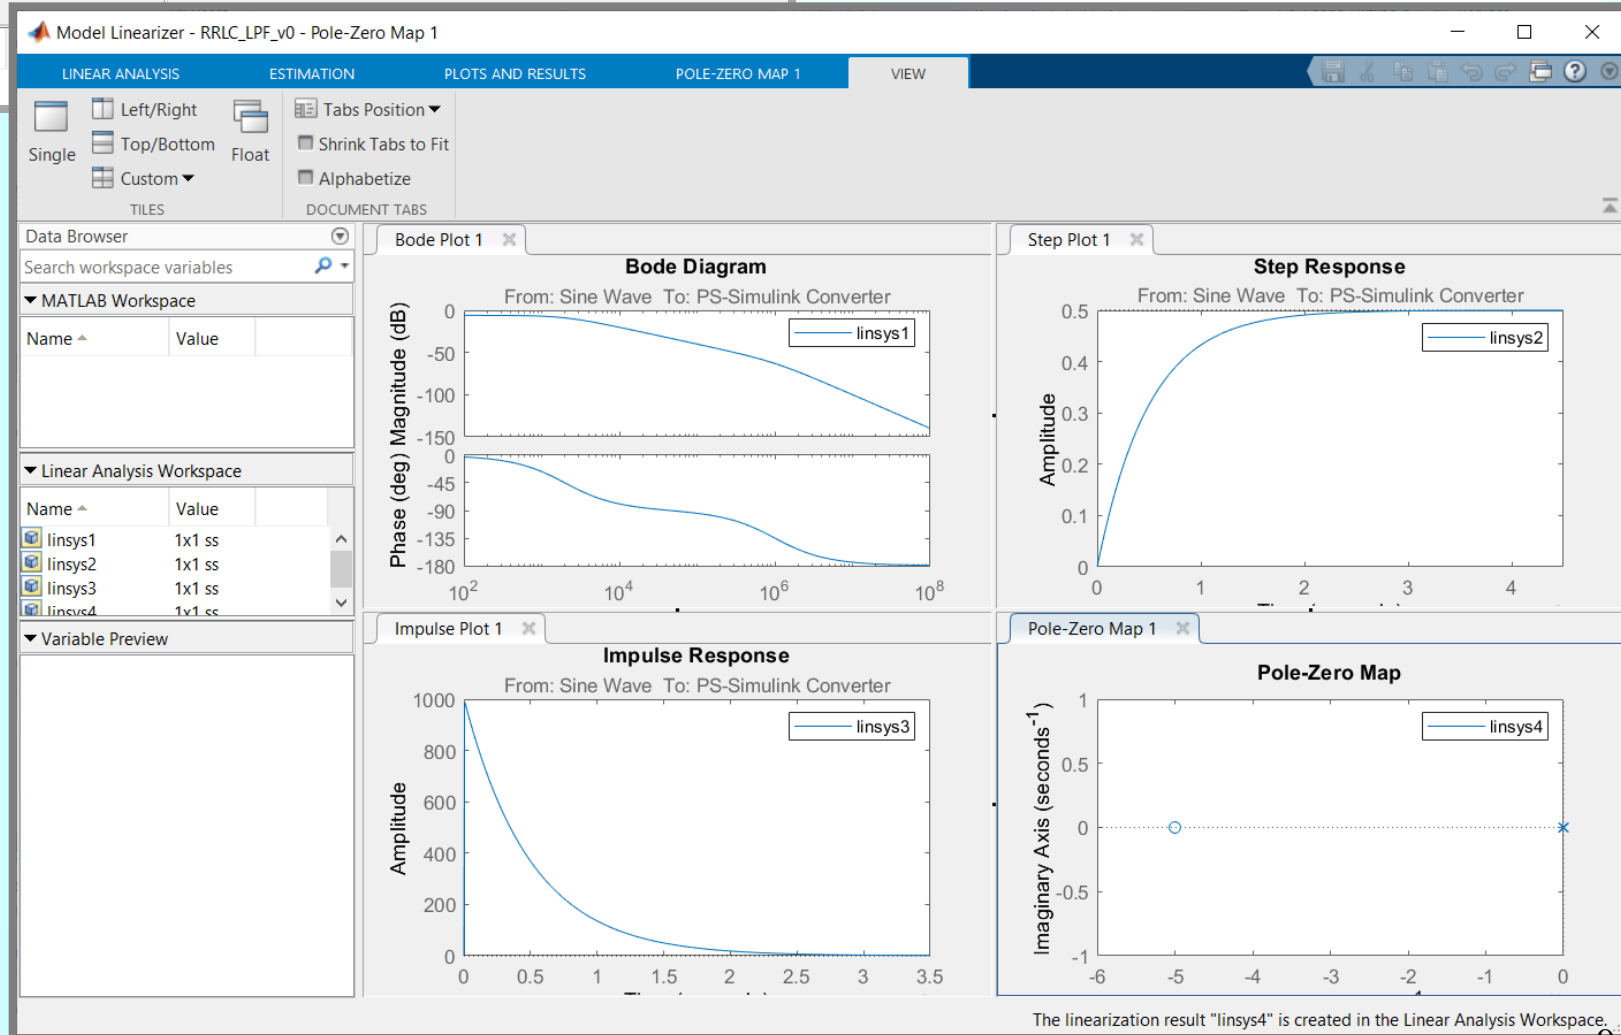 Model Linearizer - RRLC_LPF_v0 - Pole-Zero Map 1
LINEAR ANALYSIS ESTIMATION PLOTS AND RESULTS POLE-ZERO MAP 1 VIEW
Single
Left/Right
Top/Bottom
Custom
Float
TILES
Tabs Position
Shrink Tabs to Fit
Alphabetize
DOCUMENT TABS
Data Browser
Search workspace variables
MATLAB Workspace
Name Value
Linear Analysis Workspace
Name Value
linsys1 1x1 ss
linsys2 1x1 ss
linsys3 1x1 ss
linsys4 1x1 ss
Variable Preview
Bode Plot 1
Bode Diagram
From: Sine Wave To: PS-Simulink Converter
Magnitude (dB)
0
-50
-100
-150
linsys1
Phase (deg)
0
-45
-90
-135
-180
10^2 10^4 10^6 10^8
Step Plot 1
Step Response
From: Sine Wave To: PS-Simulink Converter
Amplitude
0.5
0.4
0.3
0.2
0.1
0
linsys2
0 1 2 3 4
Impulse Plot 1
Impulse Response
From: Sine Wave To: PS-Simulink Converter
Amplitude
1000
800
600
400
200
0
linsys3
0 0.5 1 1.5 2 2.5 3 3.5
Pole-Zero Map 1
Pole-Zero Map
Imaginary Axis (seconds^-1)
1
0.5
0
-0.5
-1
linsys4
-6 -5 -4 -3 -2 -1 0
The linearization result "linsys4" is created in the Linear Analysis Workspace.